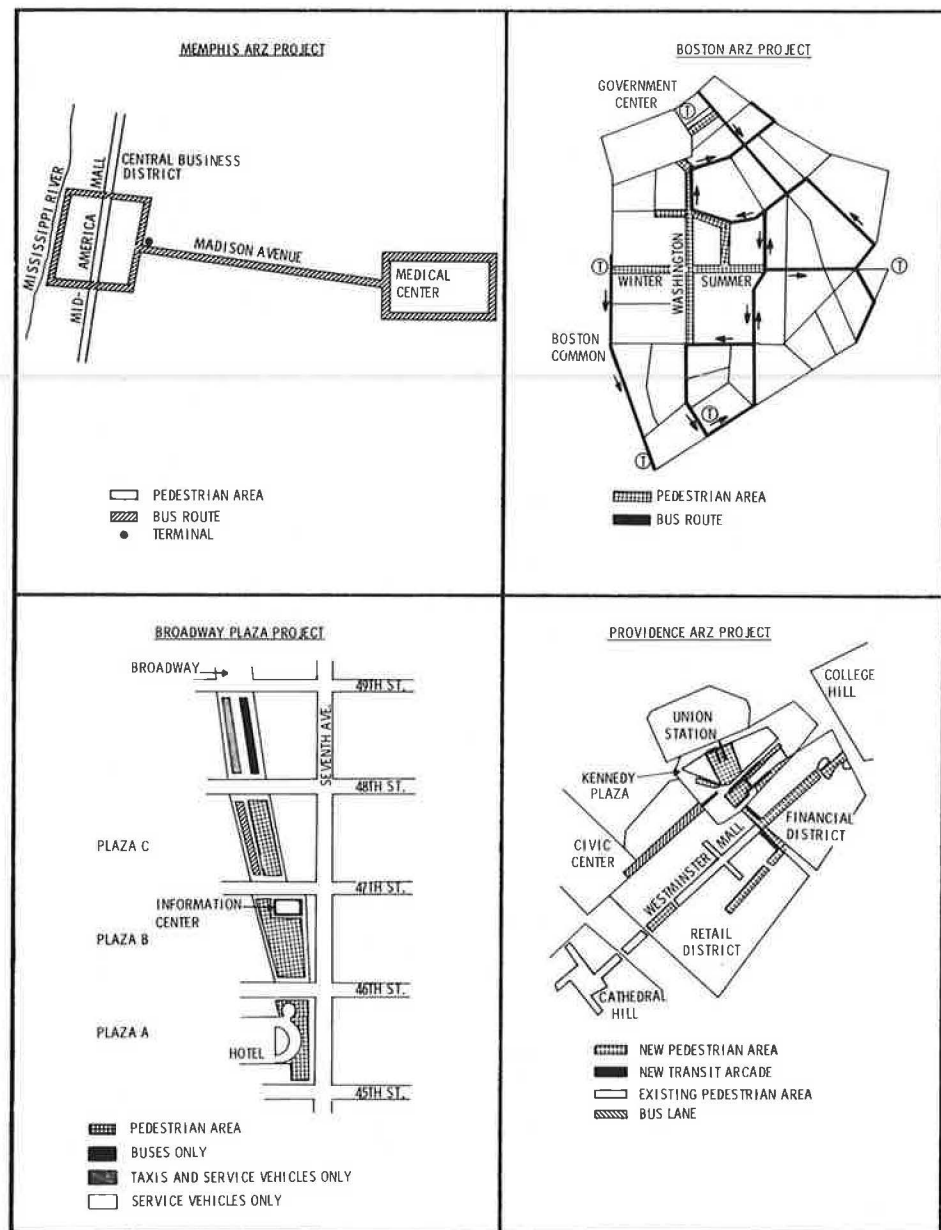 MEMPHIS ARZ PROJECT
MISSISSIPPI RIVER
MID-
AMERICA
MALL
CENTRAL BUSINESS
DISTRICT
MADISON AVENUE
MEDICAL
CENTER
PEDESTRIAN AREA
BUS ROUTE
TERMINAL
BOSTON ARZ PROJECT
GOVERNMENT
CENTER
T
T
T
WINTER
WASHINGTON
SUMMER
BOSTON
COMMON
T
T
PEDESTRIAN AREA
BUS ROUTE
BROADWAY PLAZA PROJECT
BROADWAY
49TH ST.
SEVENTH AVE.
48TH ST.
PLAZA C
47TH ST.
INFORMATION
CENTER
PLAZA B
46TH ST.
PLAZA A
HOTEL
45TH ST.
PEDESTRIAN AREA
BUSES ONLY
TAXIS AND SERVICE VEHICLES ONLY
SERVICE VEHICLES ONLY
PROVIDENCE ARZ PROJECT
COLLEGE
HILL
UNION
STATION
KENNEDY
PLAZA
CIVIC
CENTER
FINANCIAL
DISTRICT
WESTMINSTER MALL
RETAIL
DISTRICT
CATHEDRAL
HILL
NEW PEDESTRIAN AREA
NEW TRANSIT ARCADE
EXISTING PEDESTRIAN AREA
BUS LANE